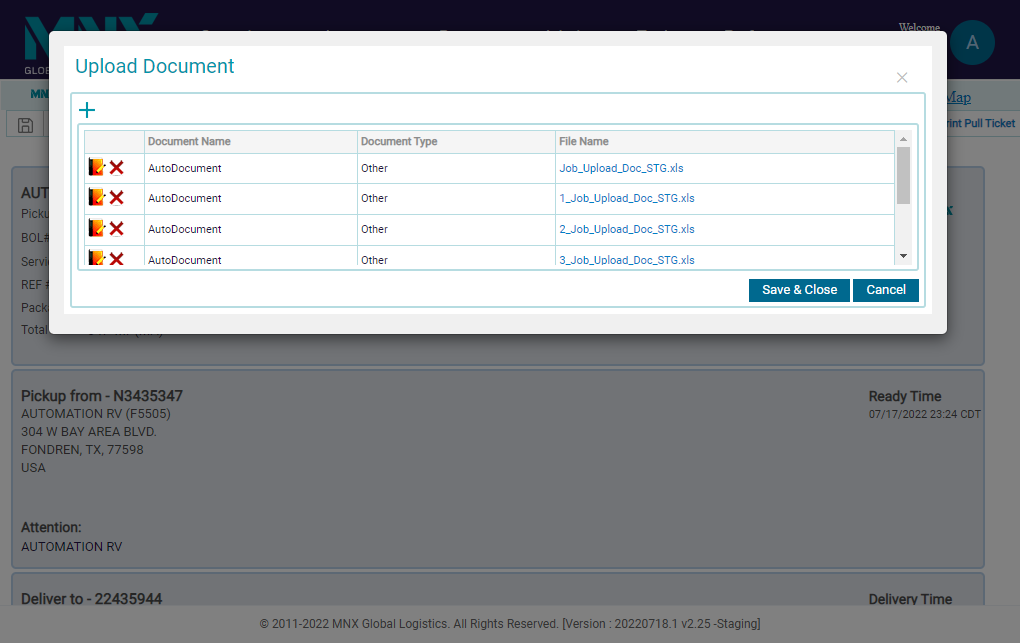 MNX
Welcome
A
GLOB
Upload Document
MN
Map
rint Pull Ticket
Document Name Document Type File Name
AutoDocument Other Job_Upload_Doc_STG.xls
AutoDocument Other 1_Job_Upload_Doc_STG.xls
AutoDocument Other 2_Job_Upload_Doc_STG.xls
AutoDocument Other 3_Job_Upload_Doc_STG.xls
Save & Close Cancel
AUT
Picku
BOL#
Servi
REF #
Pack
Total
Pickup from - N3435347
AUTOMATION RV (F5505)
304 W BAY AREA BLVD.
FONDREN, TX, 77598
USA
Ready Time
07/17/2022 23:24 CDT
Attention:
AUTOMATION RV
Deliver to - 22435944
Delivery Time
© 2011-2022 MNX Global Logistics. All Rights Reserved. [Version : 20220718.1 v2.25 -Staging]